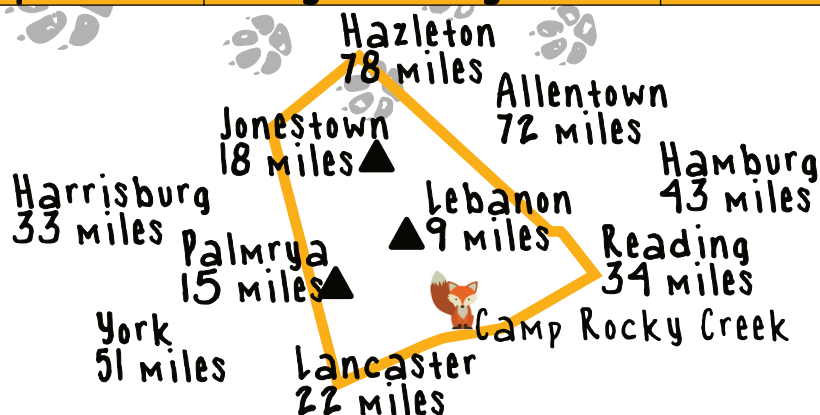 Hazleton
78 miles
Allentown
72 miles
Jonestown
18 miles
Hamburg
43 miles
Harrisburg
33 miles
Lebanon
9 miles
Palmrya
15 miles
Reading
34 miles
Camp Rocky Creek
York
51 miles
Lancaster
22 miles